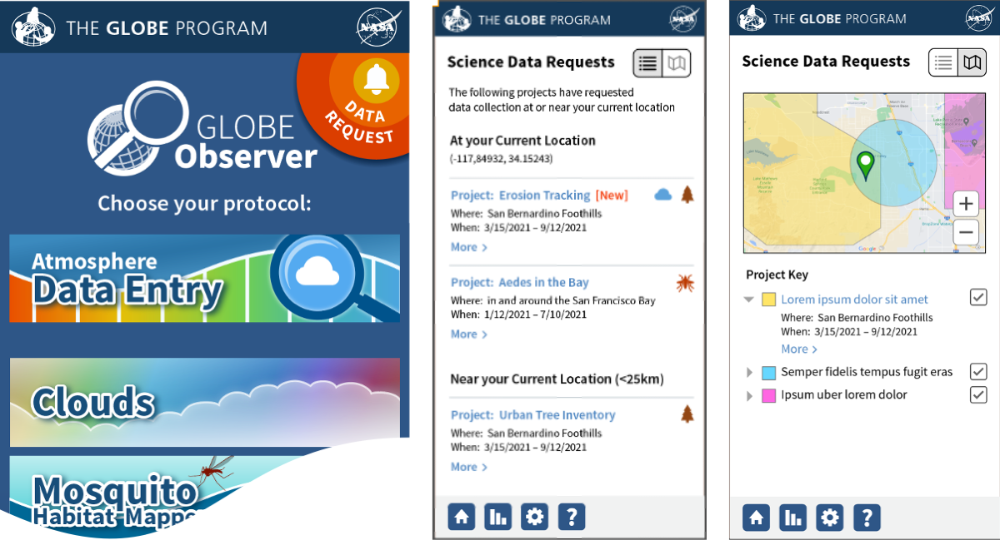 THE GLOBE PROGRAM
NASA
DATA
REQUEST
GLOBE
Observer
Choose your protocol:
Atmosphere
Data Entry
Clouds
Mosquito
Habitat Mappe
THE GLOBE PROGRAM
NASA
Science Data Requests
The following projects have requested
data collection at or near your current location
At your Current Location
(-117,84932, 34.15243)
Project: Erosion Tracking [New]
Where: San Bernardino Foothills
When: 3/15/2021 – 9/12/2021
More >
Project: Aedes in the Bay
Where: in and around the San Francisco Bay
When: 1/12/2021 – 7/10/2021
More >
Near your Current Location (<25km)
Project: Urban Tree Inventory
Where: San Bernardino Foothills
When: 3/15/2021 – 9/12/2021
More >
?
THE GLOBE PROGRAM
NASA
Science Data Requests
Google
+
−
Project Key
Lorem ipsum dolor sit amet
Where: San Bernardino Foothills
When: 3/15/2021 – 9/12/2021
More >
Semper fidelis tempus fugit eras
Ipsum uber lorem dolor
?